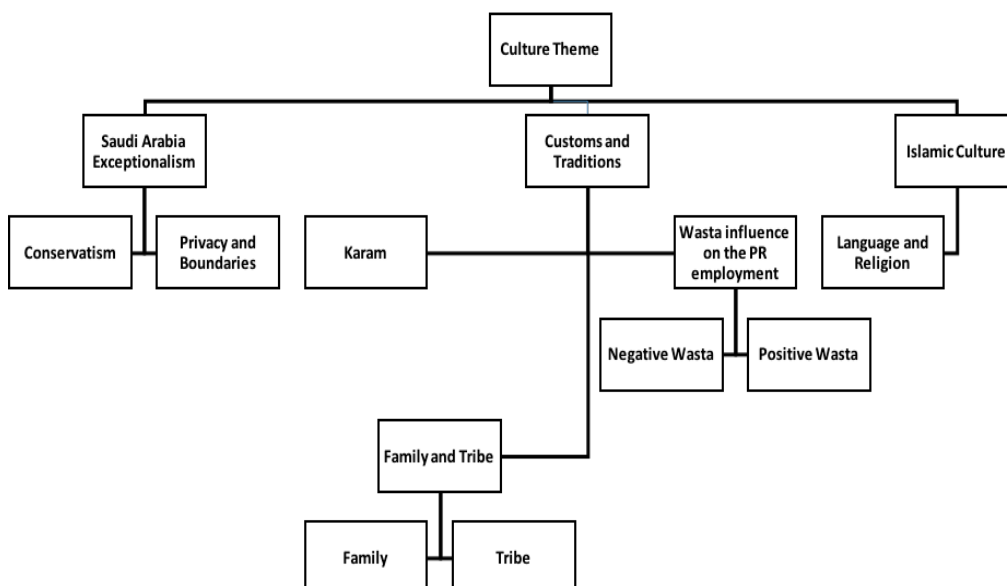 Culture Theme
Saudi Arabia
Exceptionalism
Customs and
Traditions
Islamic Culture
Conservatism
Privacy and
Boundaries
Karam
Wasta influence
on the PR
employment
Language and
Religion
Negative Wasta
Positive Wasta
Family and Tribe
Family
Tribe